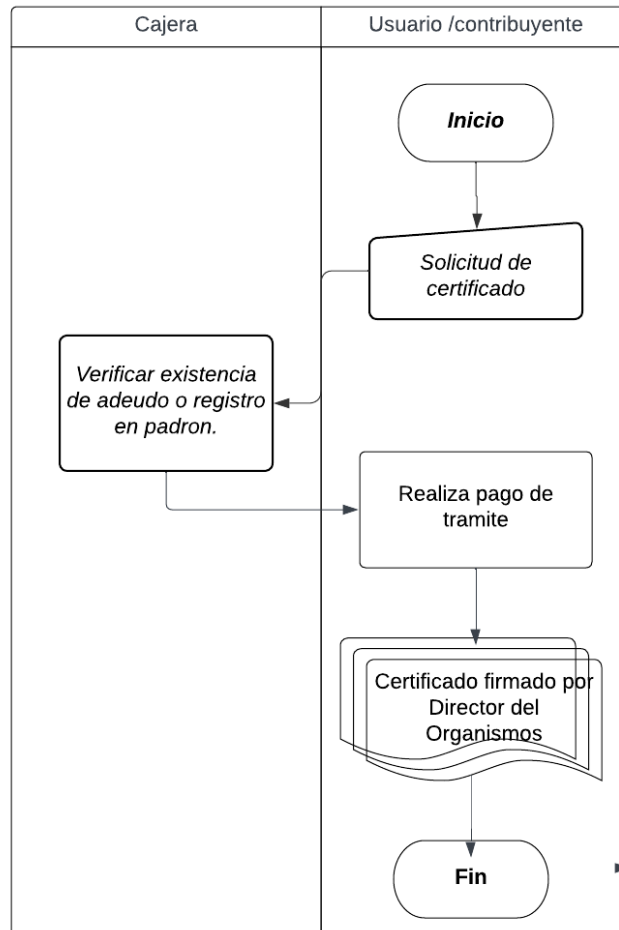 Cajera
Usuario /contribuyente
Inicio
Solicitud de
certificado
Verificar existencia
de adeudo o registro
en padron.
Realiza pago de
tramite
Certificado firmado por
Director del
Organismos
Fin